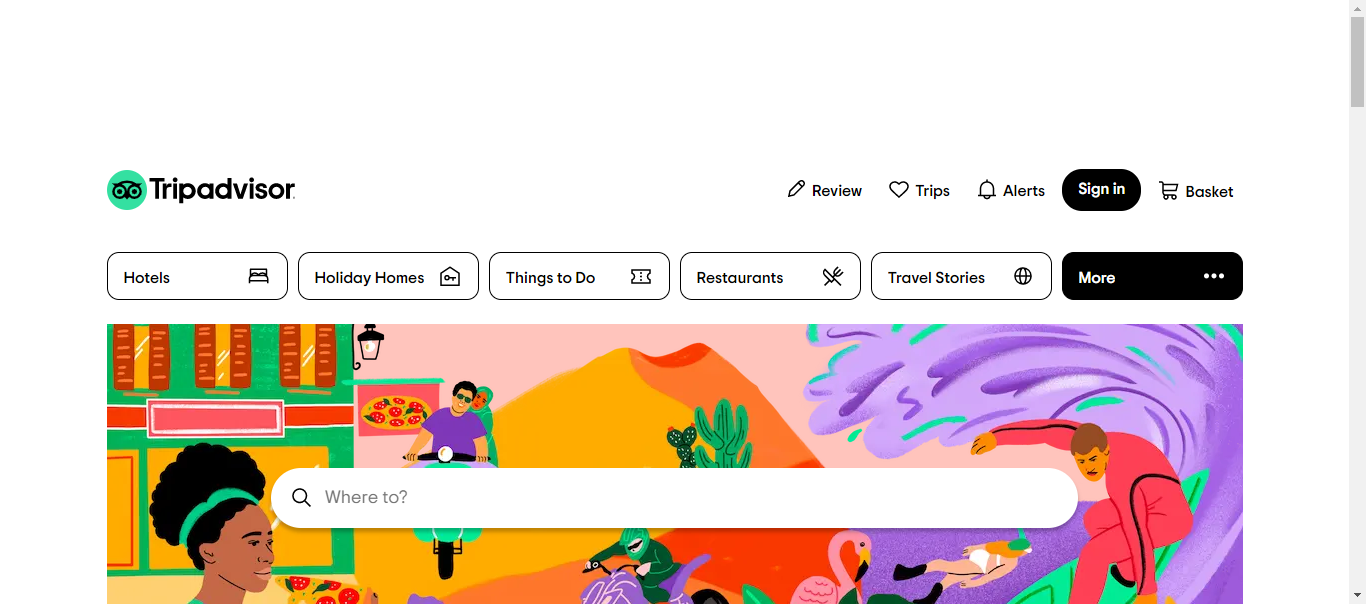 Tripadvisor
Review Trips Alerts Sign in Basket
Hotels Holiday Homes Things to Do Restaurants Travel Stories More
Where to?